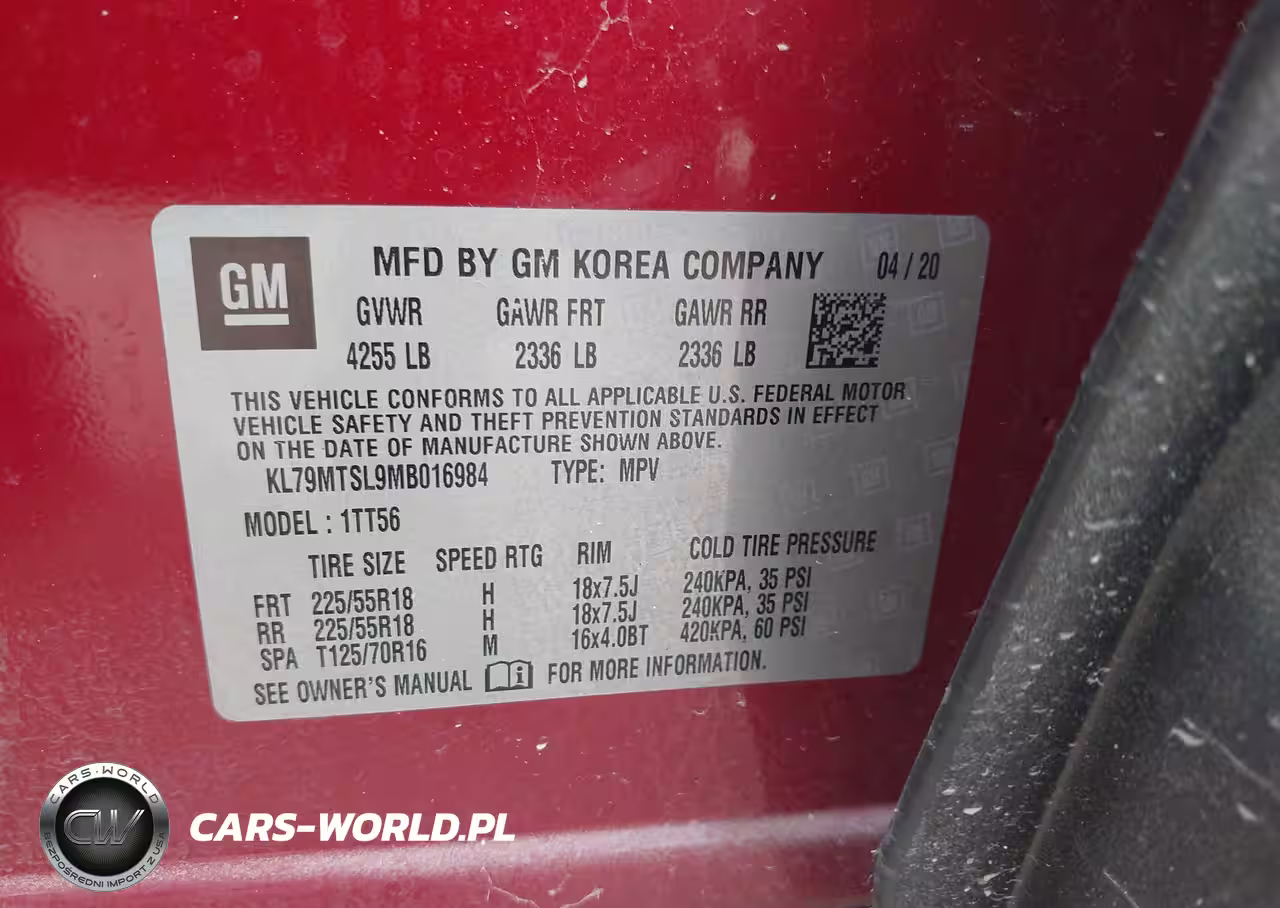 GM
MFD BY GM KOREA COMPANY 04 / 20
GVWR GAWR FRT GAWR RR
4255 LB 2336 LB 2336 LB
THIS VEHICLE CONFORMS TO ALL APPLICABLE U.S. FEDERAL MOTOR
VEHICLE SAFETY AND THEFT PREVENTION STANDARDS IN EFFECT
ON THE DATE OF MANUFACTURE SHOWN ABOVE.
KL79MTSL9MB016984 TYPE: MPV
MODEL : 1TT56
TIRE SIZE SPEED RTG RIM COLD TIRE PRESSURE
FRT 225/55R18 H 18x7.5J 240KPA, 35 PSI
RR 225/55R18 H 18x7.5J 240KPA, 35 PSI
SPA T125/70R16 M 16x4.0BT 420KPA, 60 PSI
SEE OWNER'S MANUAL FOR MORE INFORMATION.
CARS-WORLD
CW
BEZPOŚREDNI IMPORT Z USA
CARS-WORLD.PL